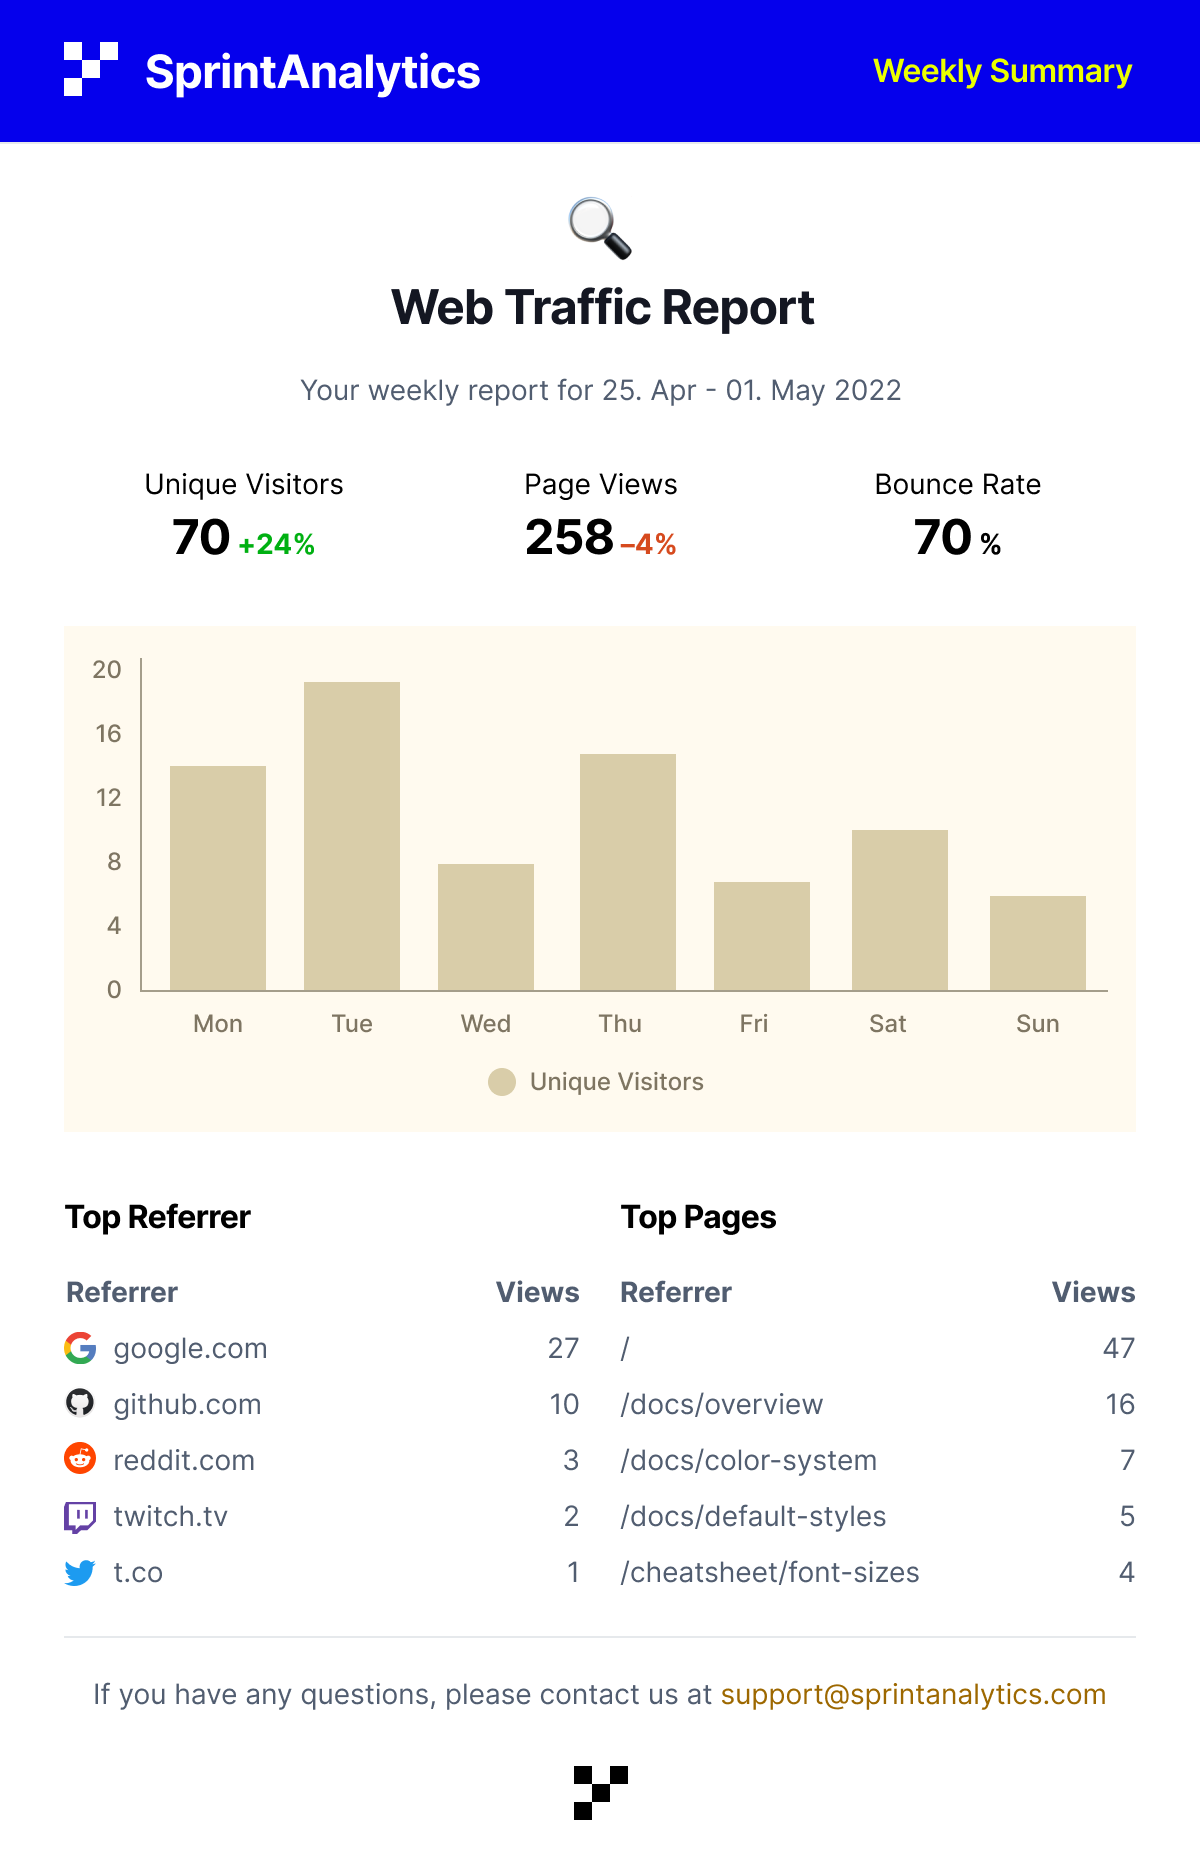 SprintAnalytics
Weekly Summary
Web Traffic Report
Your weekly report for 25. Apr - 01. May 2022
Unique Visitors
70 +24%
Page Views
258 –4%
Bounce Rate
70 %
20
16
12
8
4
0
Mon Tue Wed Thu Fri Sat Sun
Unique Visitors
Top Referrer
Referrer Views
google.com 27
github.com 10
reddit.com 3
twitch.tv 2
t.co 1
Top Pages
Referrer Views
/ 47
/docs/overview 16
/docs/color-system 7
/docs/default-styles 5
/cheatsheet/font-sizes 4
If you have any questions, please contact us at support@sprintanalytics.com